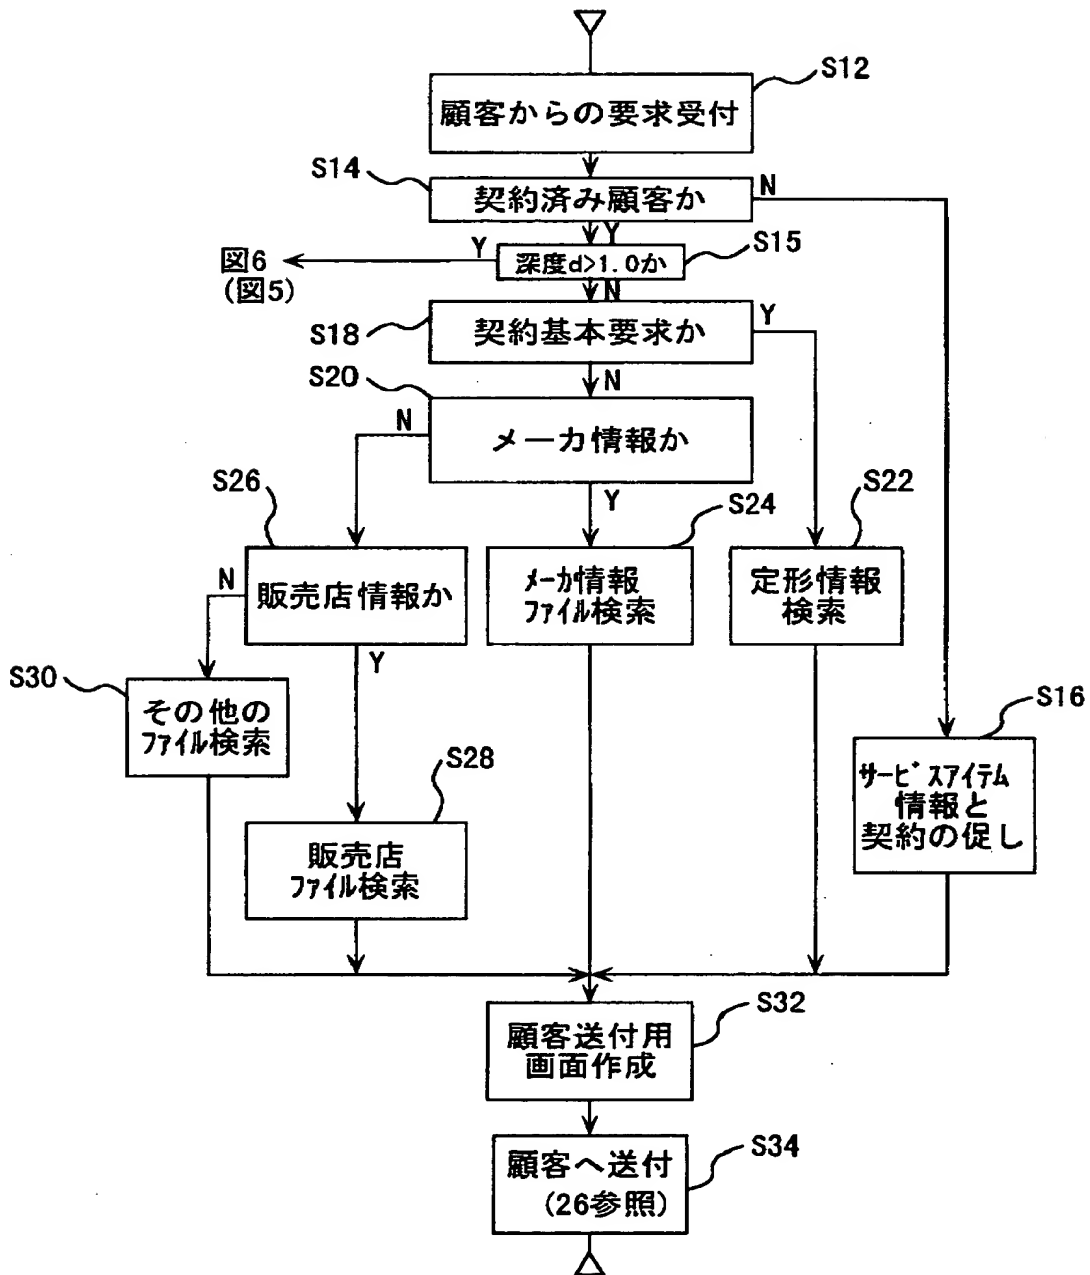 S12
顧客からの要求受付
S14
契約済み顧客か
N
Y
S15
Y
深度d>1.0か
図6
(図5)
N
S18
契約基本要求か
Y
S20
N
メーカ情報か
N
Y
S26
S24
S22
販売店情報か
N
メーカ情報
ファイル検索
定形情報
検索
Y
S30
その他の
ファイル検索
S16
サービスアイテム
情報と
契約の促し
S28
販売店
ファイル検索
S32
顧客送付用
画面作成
S34
顧客へ送付
(26参照)